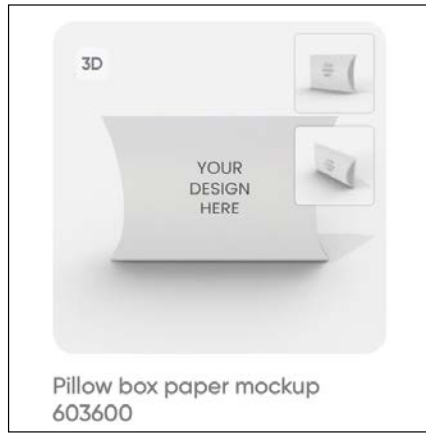 3D
YOUR
DESIGN
HERE
Pillow box paper mockup
603600